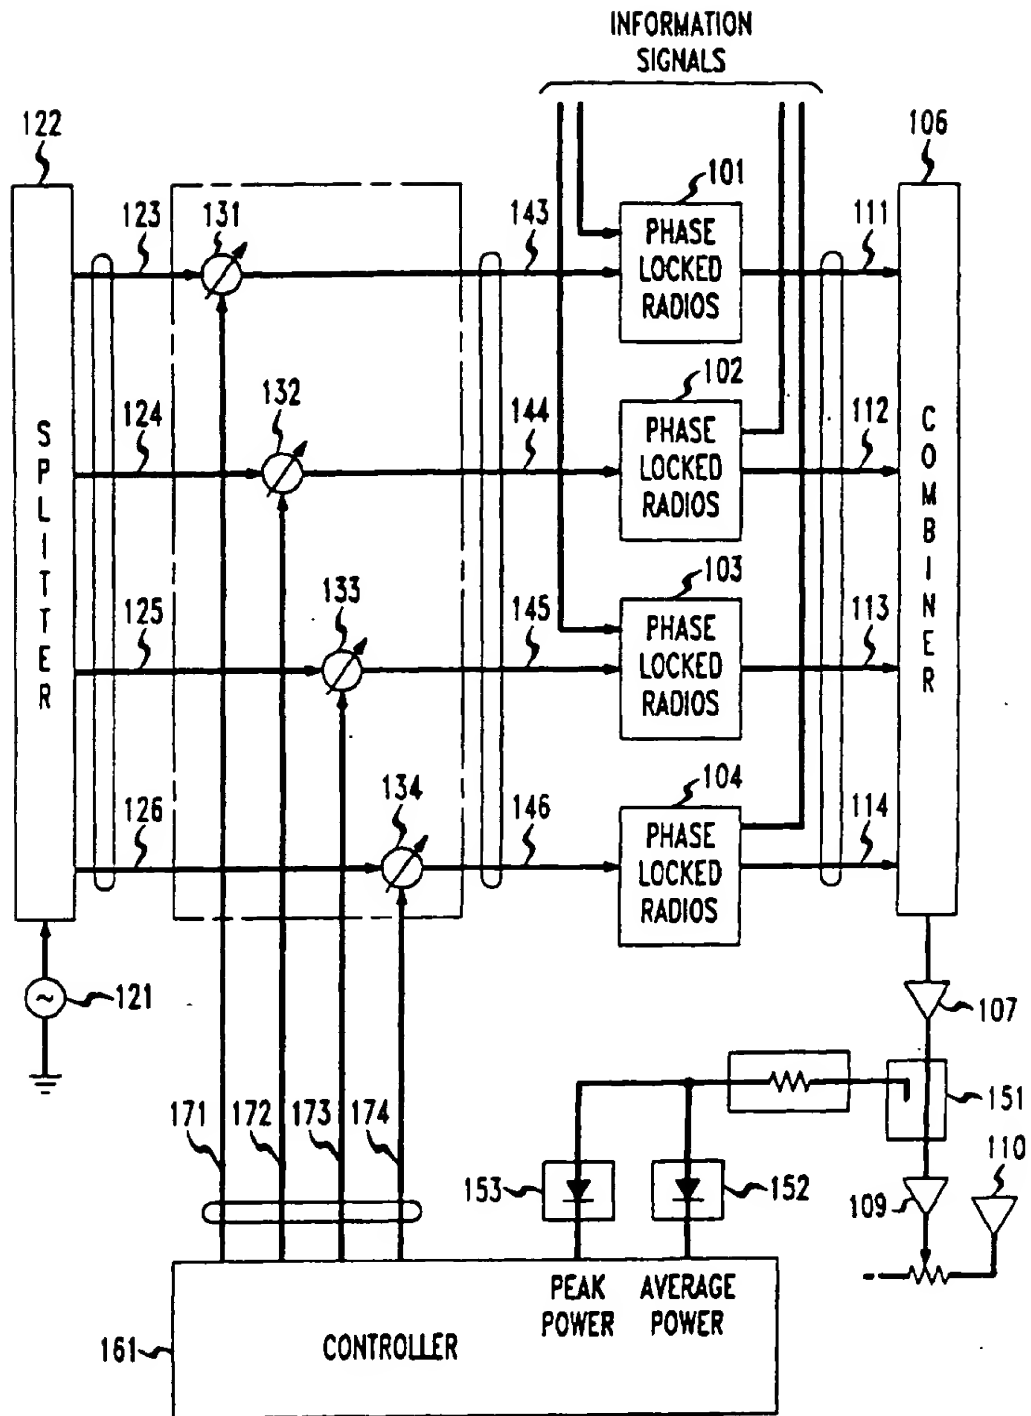 INFORMATION
SIGNALS
122
106
101
123
131
143
111
PHASE
LOCKED
RADIOS
102
124
132
144
112
PHASE
LOCKED
RADIOS
SPLITTER
COMBINER
103
125
133
145
113
PHASE
LOCKED
RADIOS
104
126
134
146
114
PHASE
LOCKED
RADIOS
~
121
107
151
171
172
173
174
110
153
152
109
PEAK
POWER
AVERAGE
POWER
161
CONTROLLER